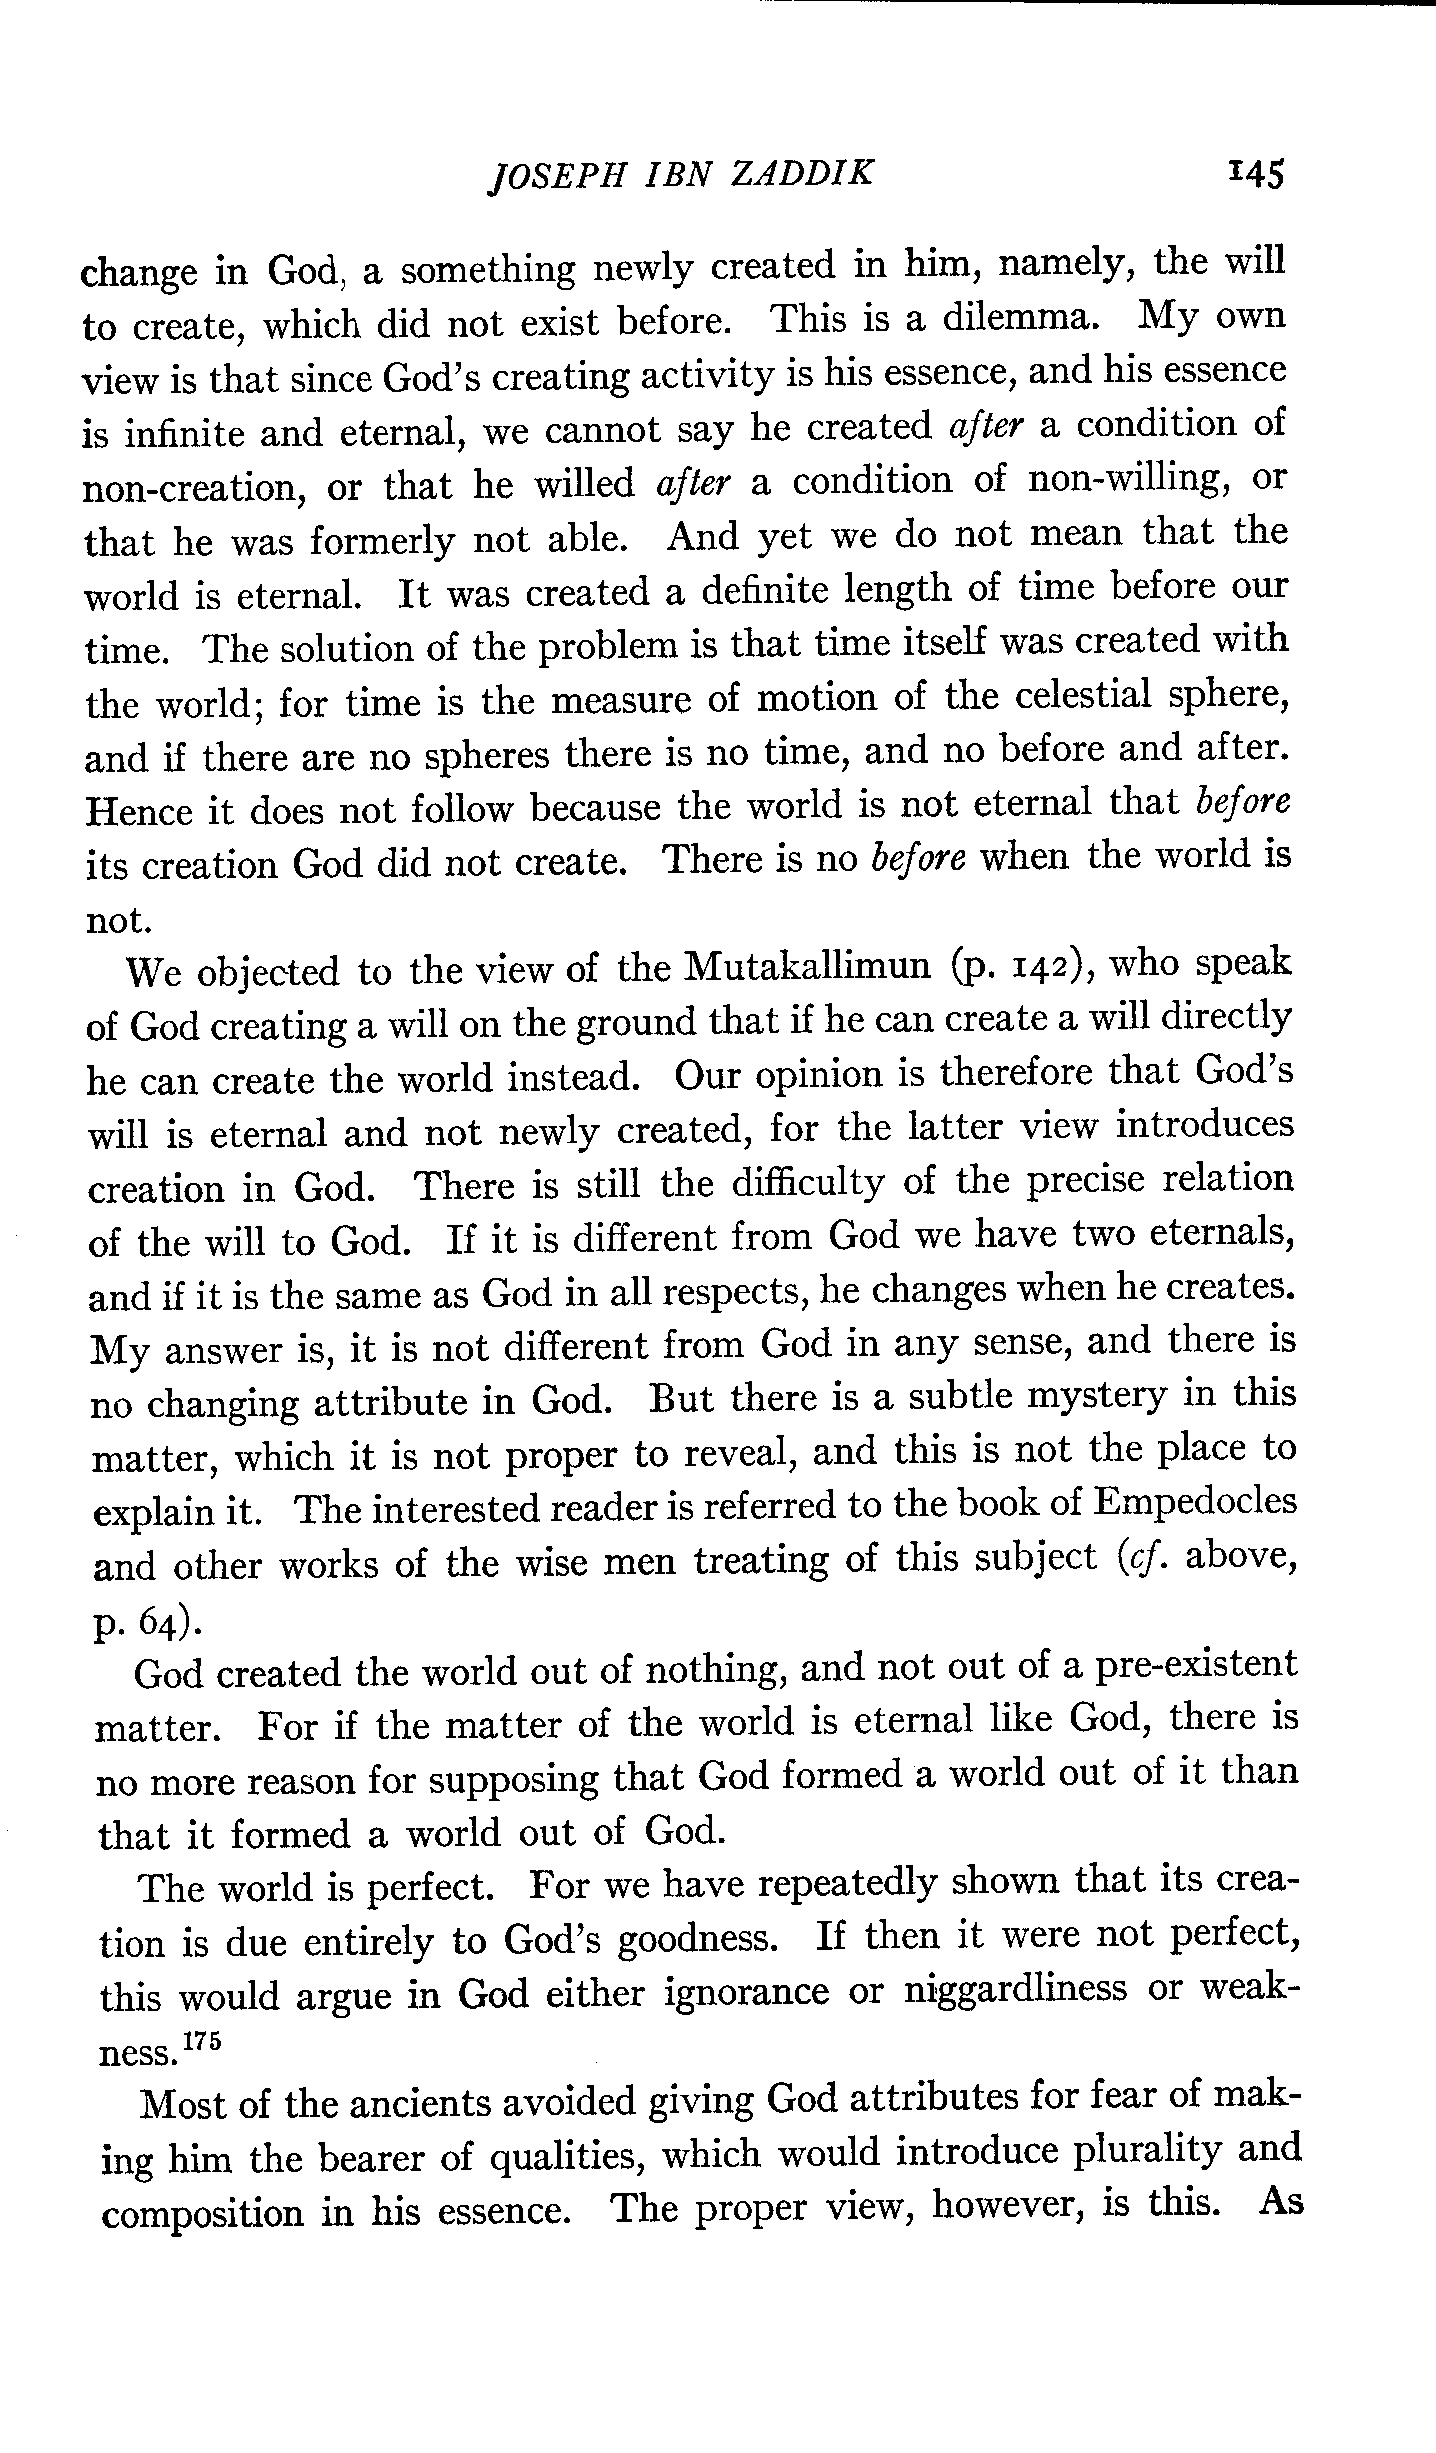 JOSEPH IBN ZADDIK 145
change in God, a something newly created in him, namely, the will
to create, which did not exist before. This is a dilemma. My own
view is that since God's creating activity is his essence, and his essence
is infinite and eternal, we cannot say he created after a condition of
non-creation, or that he willed after a condition of non-willing, or
that he was formerly not able. And yet we do not mean that the
world is eternal. It was created a definite length of time before our
time. The solution of the problem is that time itself was created with
the world; for time is the measure of motion of the celestial sphere,
and if there are no spheres there is no time, and no before and after.
Hence it does not follow because the world is not eternal that before
its creation God did not create. There is no before when the world is
not.
We objected to the view of the Mutakallimun (p. 142), who speak
of God creating a will on the ground that if he can create a will directly
he can create the world instead. Our opinion is therefore that God's
will is eternal and not newly created, for the latter view introduces
creation in God. There is still the difficulty of the precise relation
of the will to God. If it is different from God we have two eternals,
and if it is the same as God in all respects, he changes when he creates.
My answer is, it is not different from God in any sense, and there is
no changing attribute in God. But there is a subtle mystery in this
matter, which it is not proper to reveal, and this is not the place to
explain it. The interested reader is referred to the book of Empedocles
and other works of the wise men treating of this subject (cf. above,
p. 64).
God created the world out of nothing, and not out of a pre-existent
matter. For if the matter of the world is eternal like God, there is
no more reason for supposing that God formed a world out of it than
that it formed a world out of God.
The world is perfect. For we have repeatedly shown that its crea-
tion is due entirely to God's goodness. If then it were not perfect,
this would argue in God either ignorance or niggardliness or weak-
ness.175
Most of the ancients avoided giving God attributes for fear of mak-
ing him the bearer of qualities, which would introduce plurality and
composition in his essence. The proper view, however, is this. As